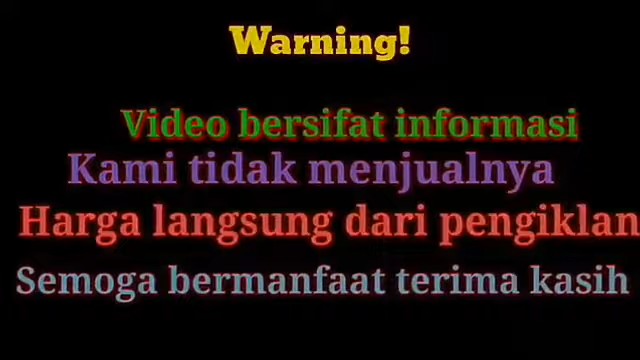 Warning!
Video bersifat informasi
Kami tidak menjualnya
Harga langsung dari pengiklan
Semoga bermanfaat terima kasih